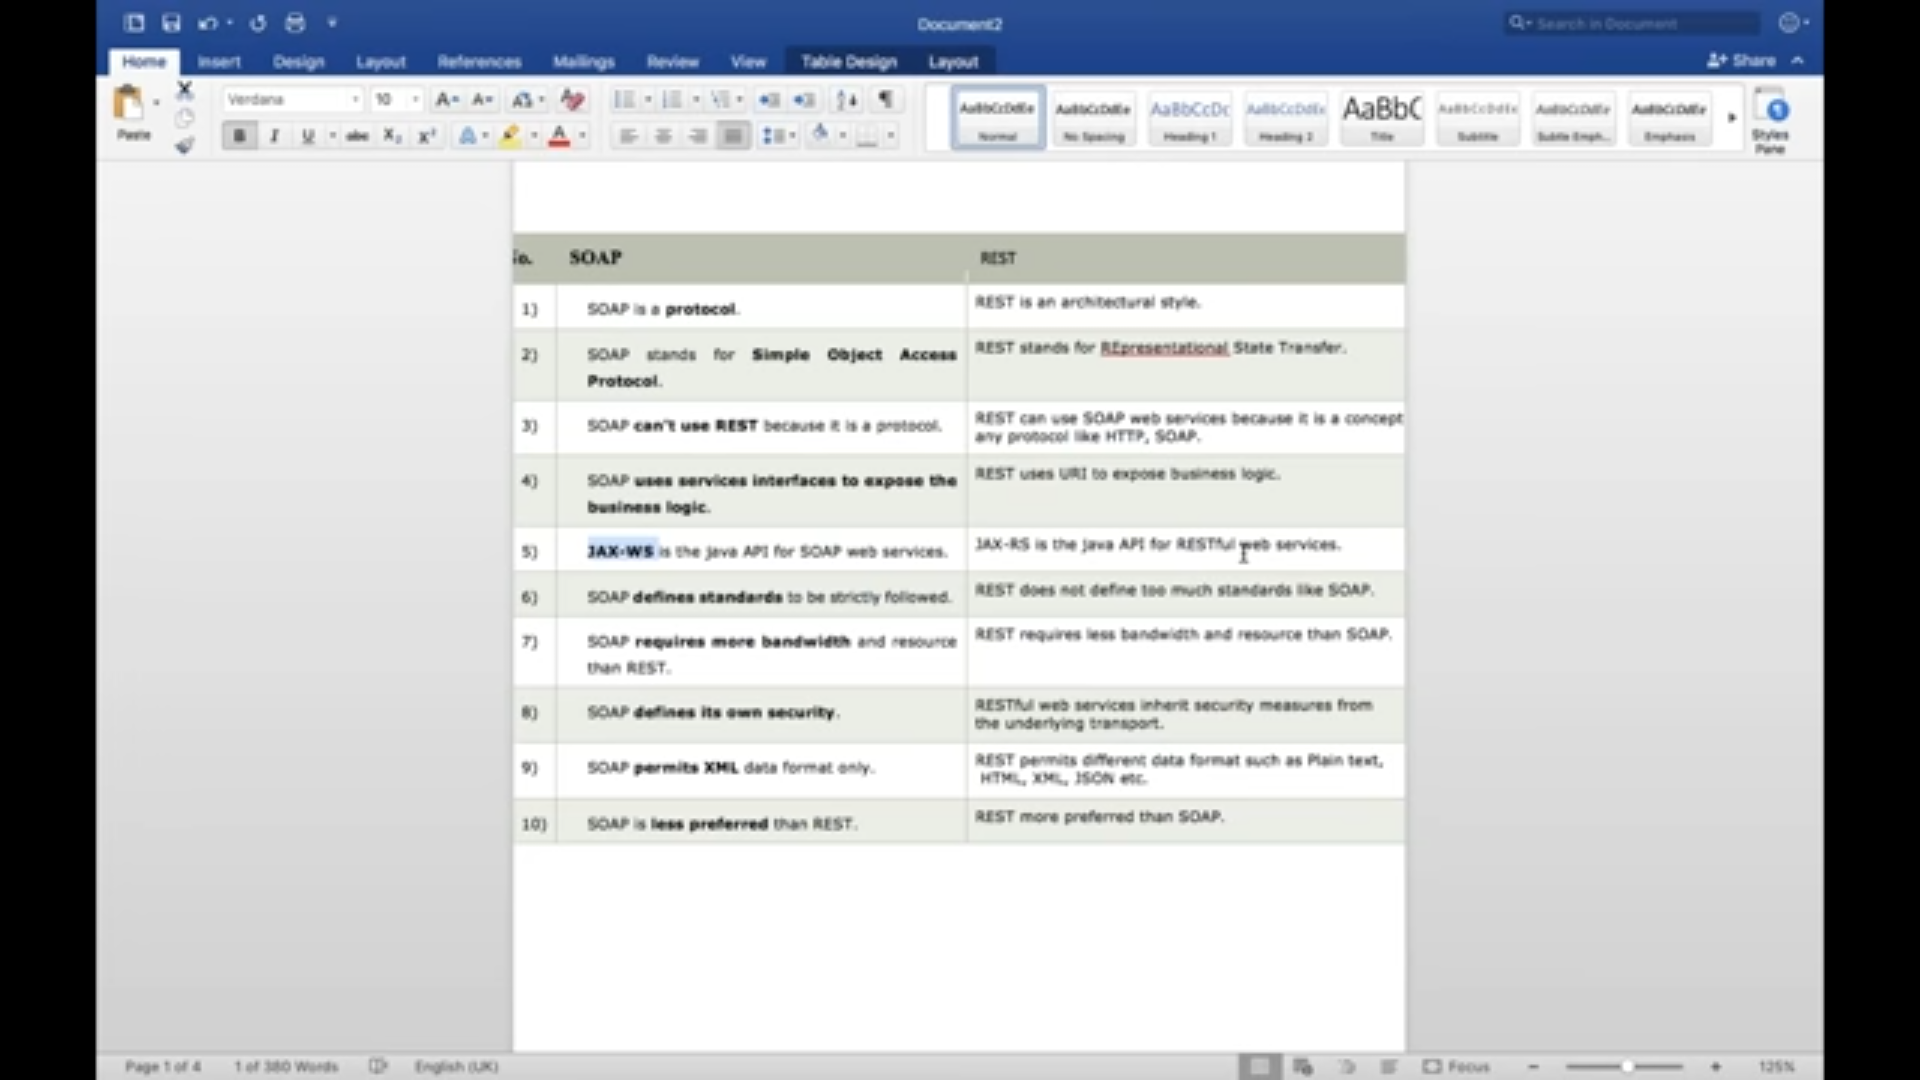 Document2
Search in Document
Home Insert Design Layout References Mailings Review View Table Design Layout
Share
Paste
Verdana 10
AaBbCcDdEe AaBbCcDdEe AaBbCcDc AaBbCcDdEe AaBbC AaBbCcDdEe AaBbCcDdEe AaBbCcDdEe
Normal No Spacing Heading 1 Heading 2 Title Subtitle Subtle Emph... Emphasis
Styles
Pane
No. SOAP REST
1) SOAP is a protocol. REST is an architectural style.
2) SOAP stands for Simple Object Access REST stands for REpresentational State Transfer.
Protocol.
3) SOAP can't use REST because it is a protocol. REST can use SOAP web services because it is a concept
any protocol like HTTP, SOAP.
4) SOAP uses services interfaces to expose the REST uses URI to expose business logic.
business logic.
5) JAX-WS is the java API for SOAP web services. JAX-RS is the java API for RESTful web services.
6) SOAP defines standards to be strictly followed. REST does not define too much standards like SOAP.
7) SOAP requires more bandwidth and resource REST requires less bandwidth and resource than SOAP.
than REST.
8) SOAP defines its own security. RESTful web services inherit security measures from
the underlying transport.
9) SOAP permits XML data format only. REST permits different data format such as Plain text,
HTML, XML, JSON etc.
10) SOAP is less preferred than REST. REST more preferred than SOAP.
Page 1 of 4 1 of 380 Words English (UK) Focus 125%